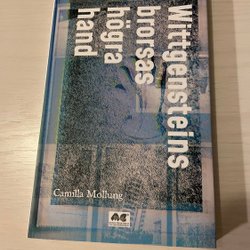 Wittgensteins
brorsas
högra
hand
Camilla Mollung